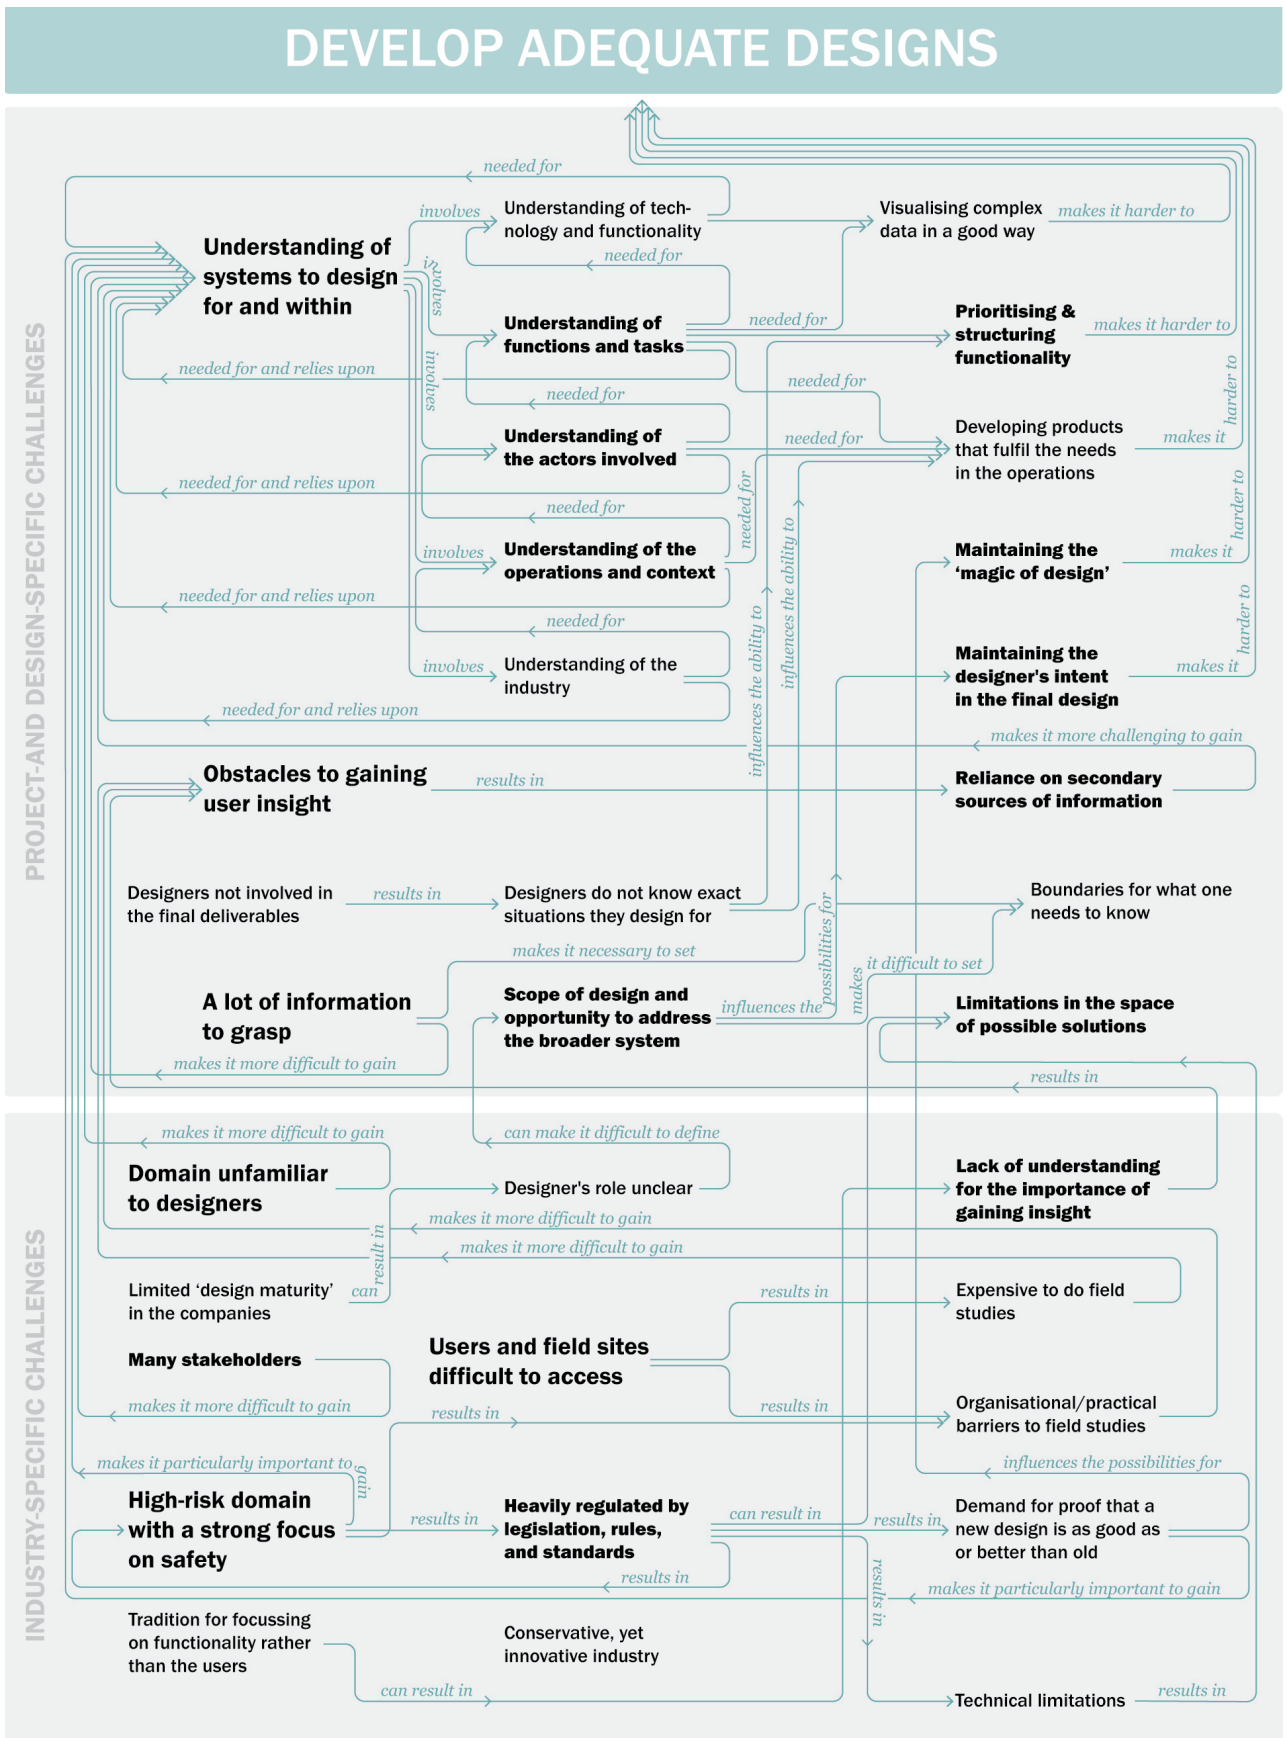 DEVELOP ADEQUATE DESIGNS
PROJECT-AND DESIGN-SPECIFIC CHALLENGES
needed for
involves
Understanding of tech-
nology and functionality
Visualising complex
data in a good way
makes it harder to
Understanding of
systems to design
for and within
needed for
involves
Understanding of
functions and tasks
needed for
Prioritising &
structuring
functionality
makes it harder to
needed for and relies upon
involves
needed for
needed for
harder to
Understanding of
the actors involved
needed for
Developing products
that fulfil the needs
in the operations
makes it
needed for and relies upon
needed for
needed for
influences the ability to
harder to
involves
Understanding of the
operations and context
Maintaining the
‘magic of design’
makes it
needed for and relies upon
needed for
influences the ability to
harder to
involves
Understanding of the
industry
Maintaining the
designer's intent
in the final design
makes it
needed for and relies upon
makes it more challenging to gain
Obstacles to gaining
user insight
results in
Reliance on secondary
sources of information
Designers not involved in
the final deliverables
results in
Designers do not know exact
situations they design for
Boundaries for what one
needs to know
makes it necessary to set
possibilities for
makes
it difficult to set
A lot of information
to grasp
Scope of design and
opportunity to address
the broader system
influences the
Limitations in the space
of possible solutions
makes it more difficult to gain
results in
INDUSTRY-SPECIFIC CHALLENGES
makes it more difficult to gain
can make it difficult to define
Domain unfamiliar
to designers
Designer's role unclear
Lack of understanding
for the importance of
gaining insight
makes it more difficult to gain
makes it more difficult to gain
Limited ‘design maturity’
in the companies
can
result in
results in
Expensive to do field
studies
Users and field sites
difficult to access
Many stakeholders
makes it more difficult to gain
results in
results in
Organisational/practical
barriers to field studies
makes it particularly important to
gain
influences the possibilities for
High-risk domain
with a strong focus
on safety
results in
Heavily regulated by
legislation, rules,
and standards
can result in
results in
Demand for proof that a
new design is as good as
or better than old
results in
results in
makes it particularly important to gain
Tradition for focussing
on functionality rather
than the users
Conservative, yet
innovative industry
can result in
Technical limitations
results in